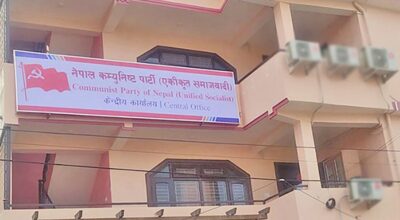 नेपाल कम्युनिष्ट पार्टी (एकीकृत समाजवादी)
Communist Party of Nepal (Unified Socialist)
केन्द्रीय कार्यालय | Central Office